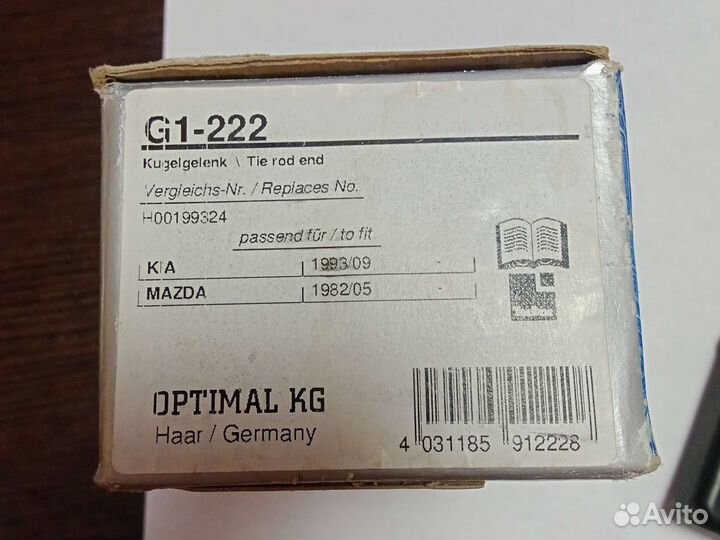 G1-222
Kugelgelenk \ Tie rod end
Vergleichs-Nr. / Replaces No.
H00199324
passend für / to fit
KIA 1993/09 -
MAZDA 1982/05 -
OPTIMAL KG
Haar / Germany
4 031185 912228
Avito